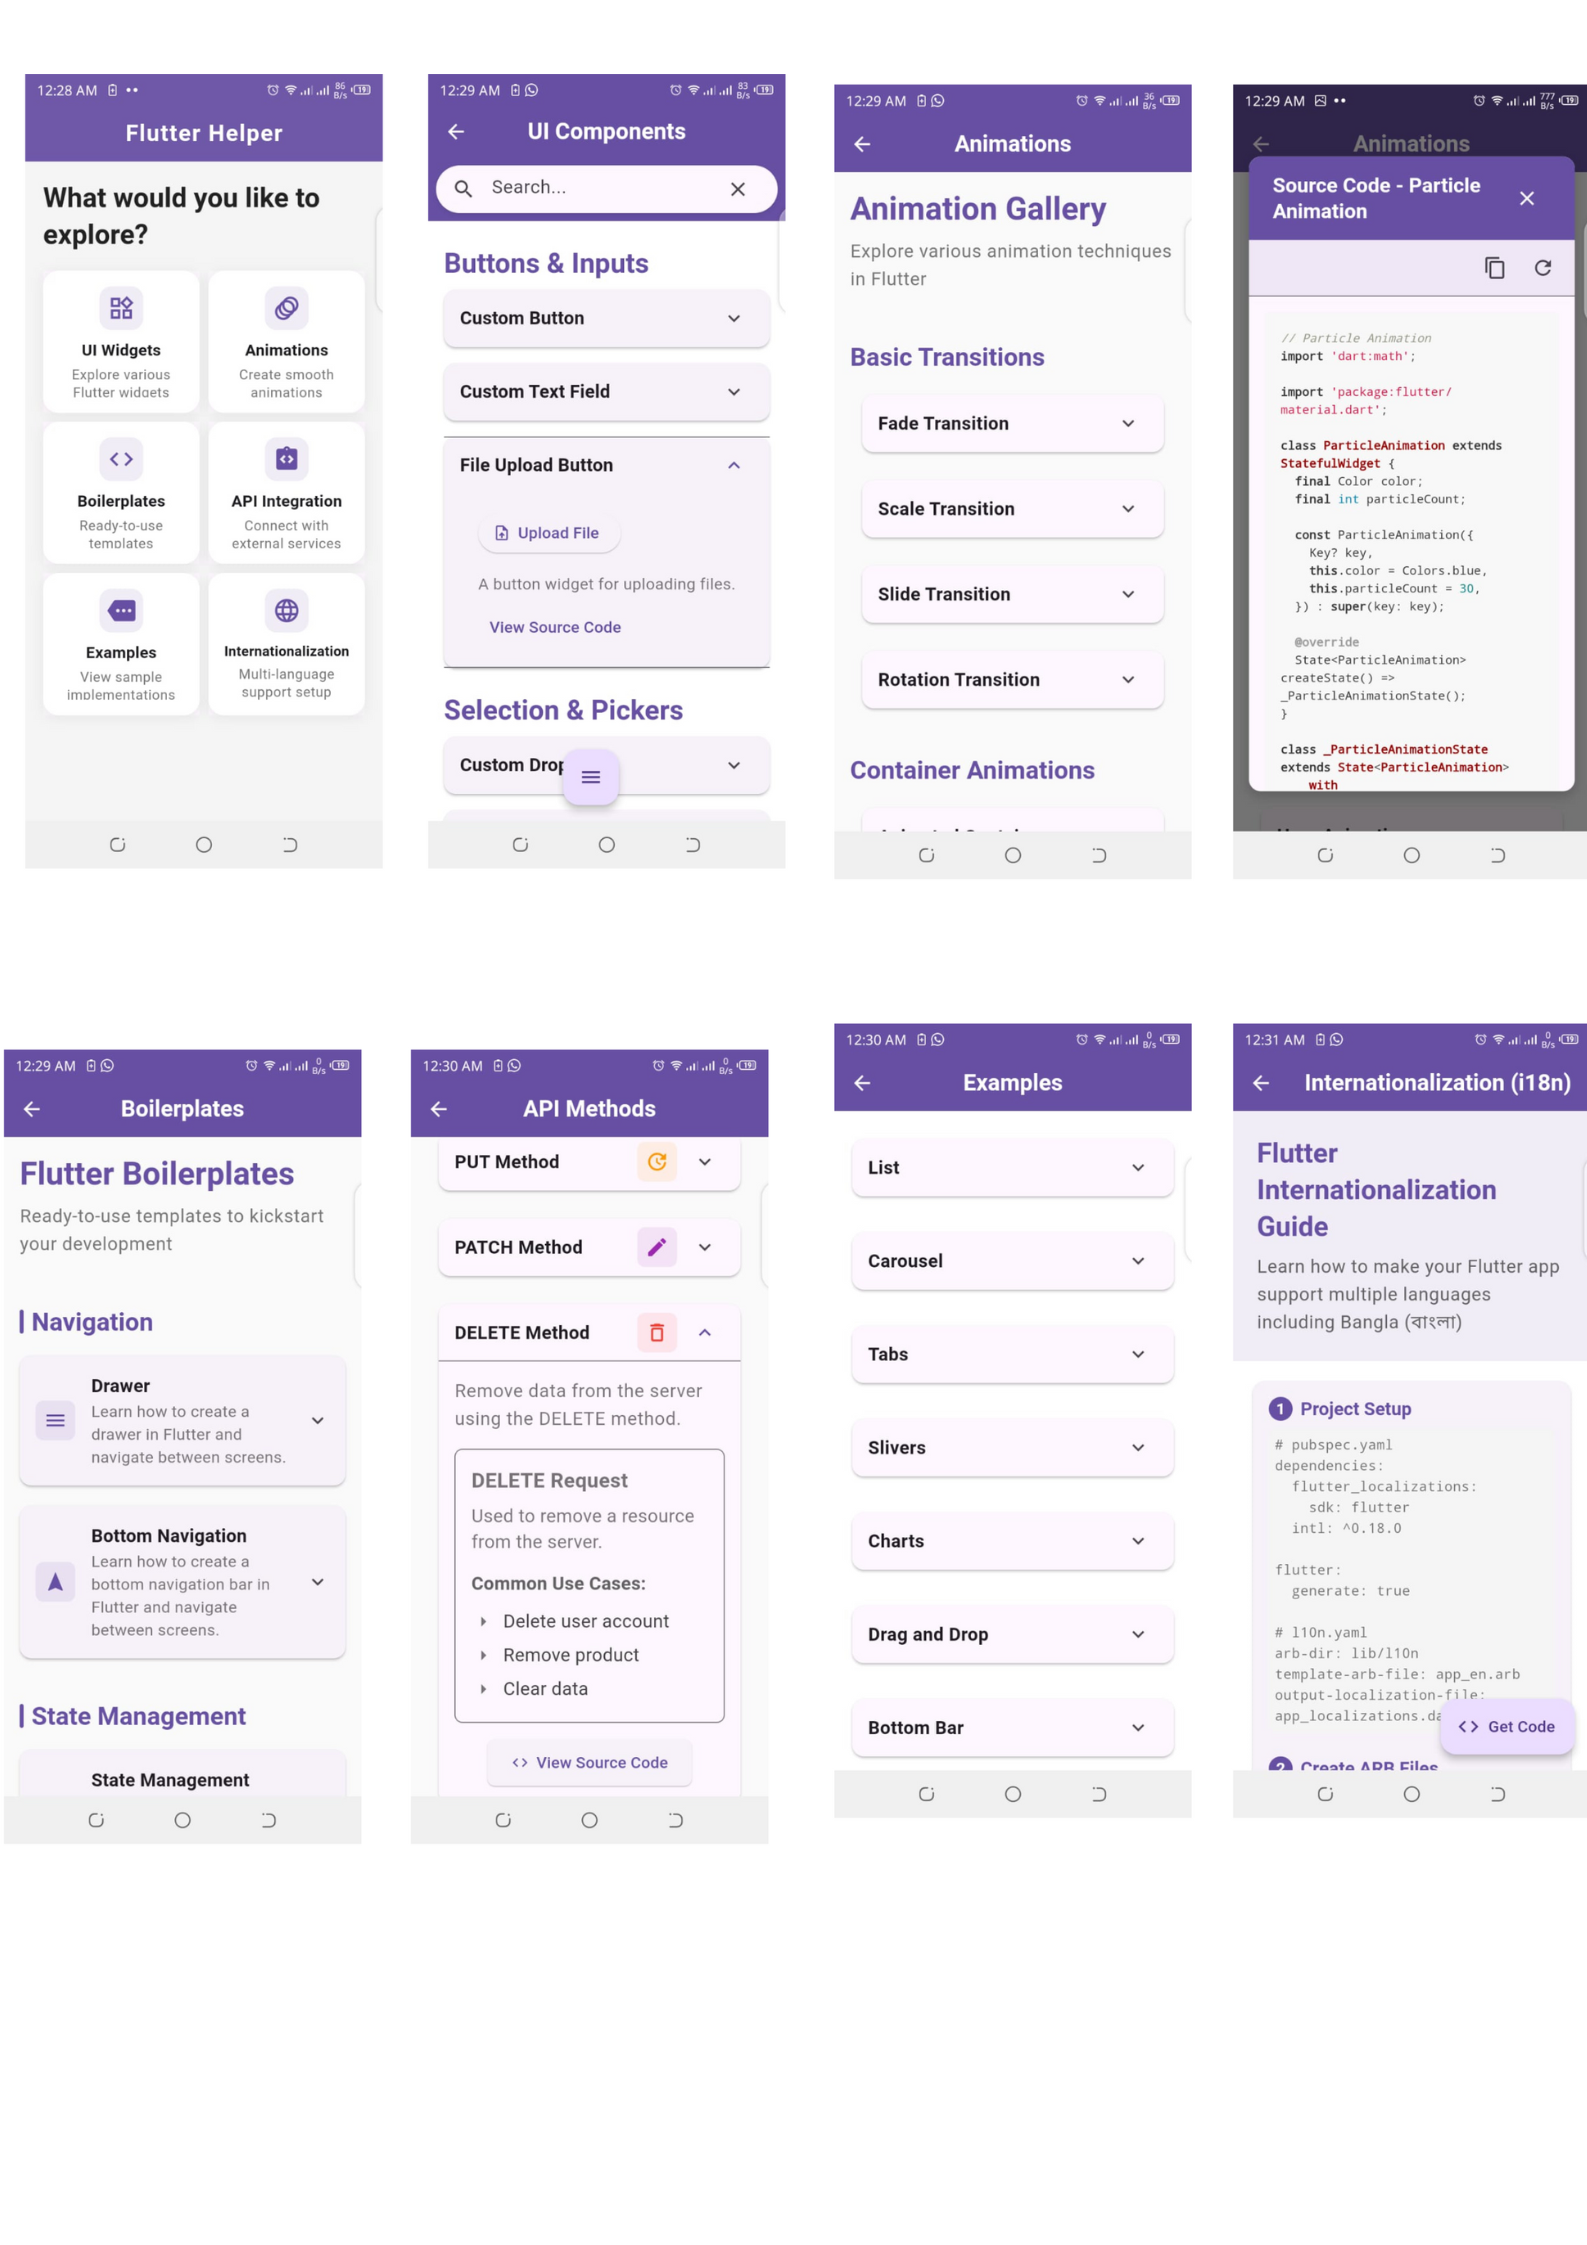 12:28 AM
86 B/s
19
Flutter Helper
What would you like to
explore?
UI Widgets
Explore various
Flutter widgets
Animations
Create smooth
animations
Boilerplates
Ready-to-use
templates
API Integration
Connect with
external services
Examples
View sample
implementations
Internationalization
Multi-language
support setup
12:29 AM
83 B/s
19
UI Components
Search...
Buttons & Inputs
Custom Button
Custom Text Field
File Upload Button
Upload File
A button widget for uploading files.
View Source Code
Selection & Pickers
Custom Drop
12:29 AM
36 B/s
19
Animations
Animation Gallery
Explore various animation techniques
in Flutter
Basic Transitions
Fade Transition
Scale Transition
Slide Transition
Rotation Transition
Container Animations
12:29 AM
777 B/s
19
Animations
Source Code - Particle
Animation
// Particle Animation
import 'dart:math';
import 'package:flutter/
material.dart';
class ParticleAnimation extends
StatefulWidget {
final Color color;
final int particleCount;
const ParticleAnimation({
Key? key,
this.color = Colors.blue,
this.particleCount = 30,
}) : super(key: key);
@override
State<ParticleAnimation>
createState() =>
_ParticleAnimationState();
}
class _ParticleAnimationState
extends State<ParticleAnimation>
with
12:29 AM
0 B/s
19
Boilerplates
Flutter Boilerplates
Ready-to-use templates to kickstart
your development
Navigation
Drawer
Learn how to create a
drawer in Flutter and
navigate between screens.
Bottom Navigation
Learn how to create a
bottom navigation bar in
Flutter and navigate
between screens.
State Management
State Management
12:30 AM
0 B/s
19
API Methods
PUT Method
PATCH Method
DELETE Method
Remove data from the server
using the DELETE method.
DELETE Request
Used to remove a resource
from the server.
Common Use Cases:
Delete user account
Remove product
Clear data
<> View Source Code
12:30 AM
0 B/s
19
Examples
List
Carousel
Tabs
Slivers
Charts
Drag and Drop
Bottom Bar
12:31 AM
0 B/s
19
Internationalization (i18n)
Flutter
Internationalization
Guide
Learn how to make your Flutter app
support multiple languages
including Bangla (বাংলা)
1 Project Setup
# pubspec.yaml
dependencies:
flutter_localizations:
sdk: flutter
intl: ^0.18.0
flutter:
generate: true
# l10n.yaml
arb-dir: lib/l10n
template-arb-file: app_en.arb
output-localization-file:
app_localizations.da
<> Get Code
2 Create ARB Files